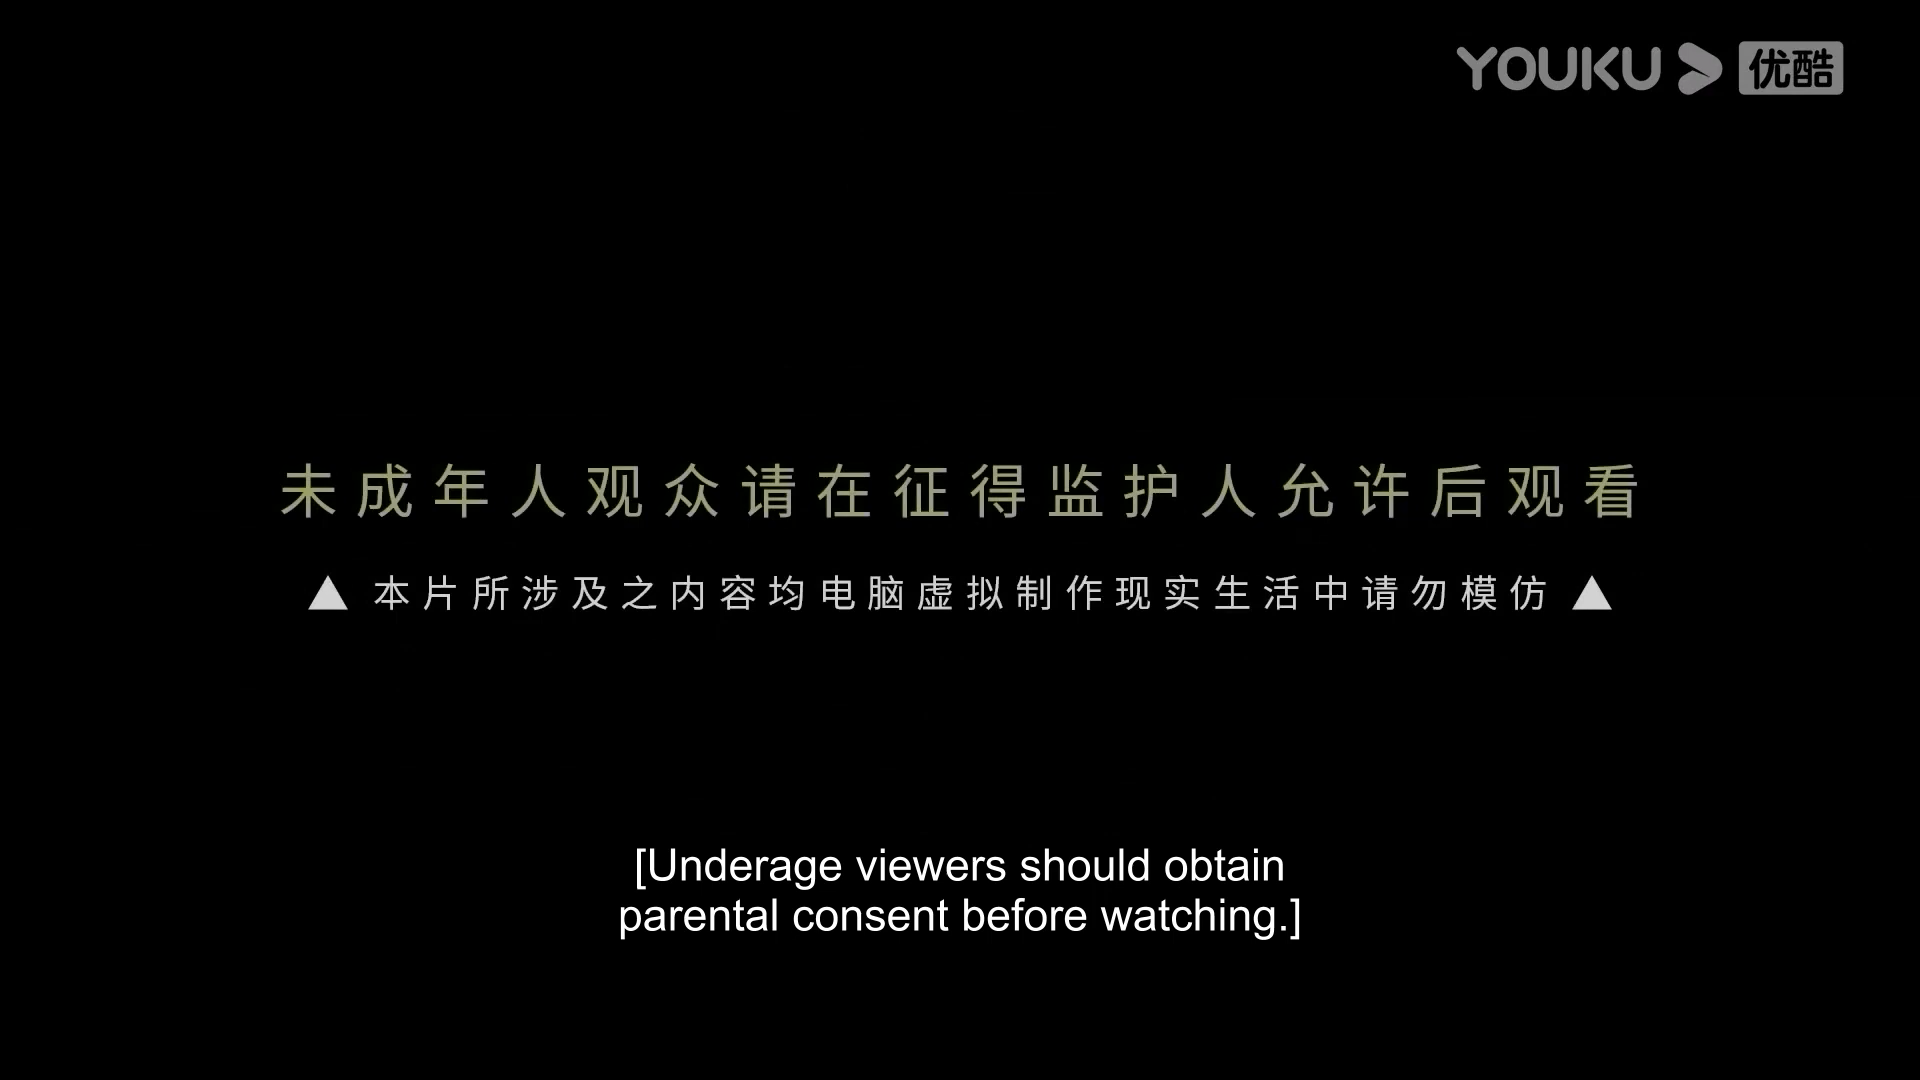 YOUKU 优酷
未成年人观众请在征得监护人允许后观看
▲ 本片所涉及之内容均电脑虚拟制作现实生活中请勿模仿 ▲
[Underage viewers should obtain
parental consent before watching.]